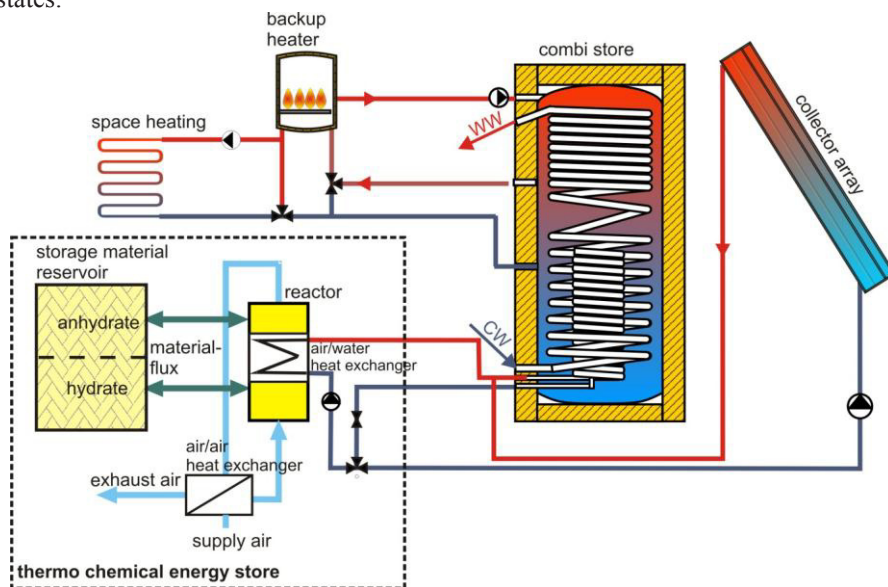 states.
backup
heater
combi store
space heating
WW
collector array
storage material
reservoir
reactor
anhydrate
material-
flux
air/water
heat exchanger
CW
hydrate
air/air
heat exchanger
exhaust air
supply air
thermo chemical energy store